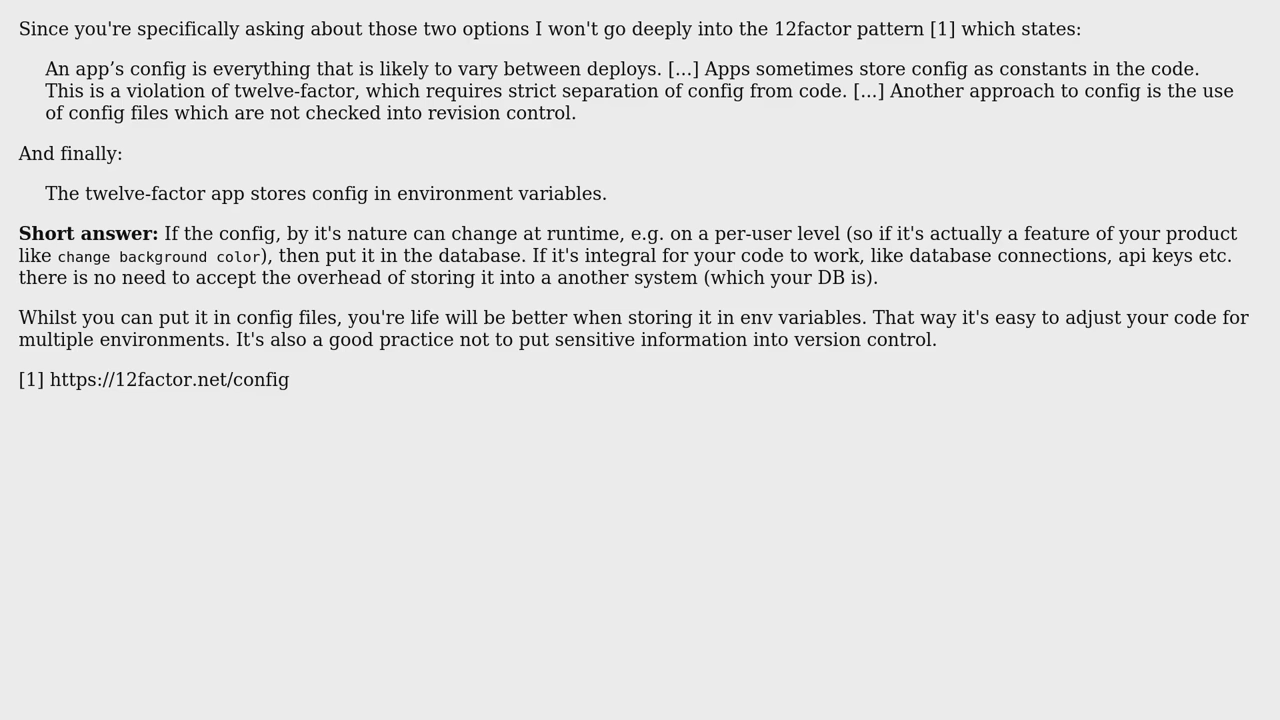 Since you're specifically asking about those two options I won't go deeply into the 12factor pattern [1] which states:
An app’s config is everything that is likely to vary between deploys. [...] Apps sometimes store config as constants in the code.
This is a violation of twelve-factor, which requires strict separation of config from code. [...] Another approach to config is the use
of config files which are not checked into revision control.
And finally:
The twelve-factor app stores config in environment variables.
Short answer: If the config, by it's nature can change at runtime, e.g. on a per-user level (so if it's actually a feature of your product
like change background color), then put it in the database. If it's integral for your code to work, like database connections, api keys etc.
there is no need to accept the overhead of storing it into a another system (which your DB is).
Whilst you can put it in config files, you're life will be better when storing it in env variables. That way it's easy to adjust your code for
multiple environments. It's also a good practice not to put sensitive information into version control.
[1] https://12factor.net/config